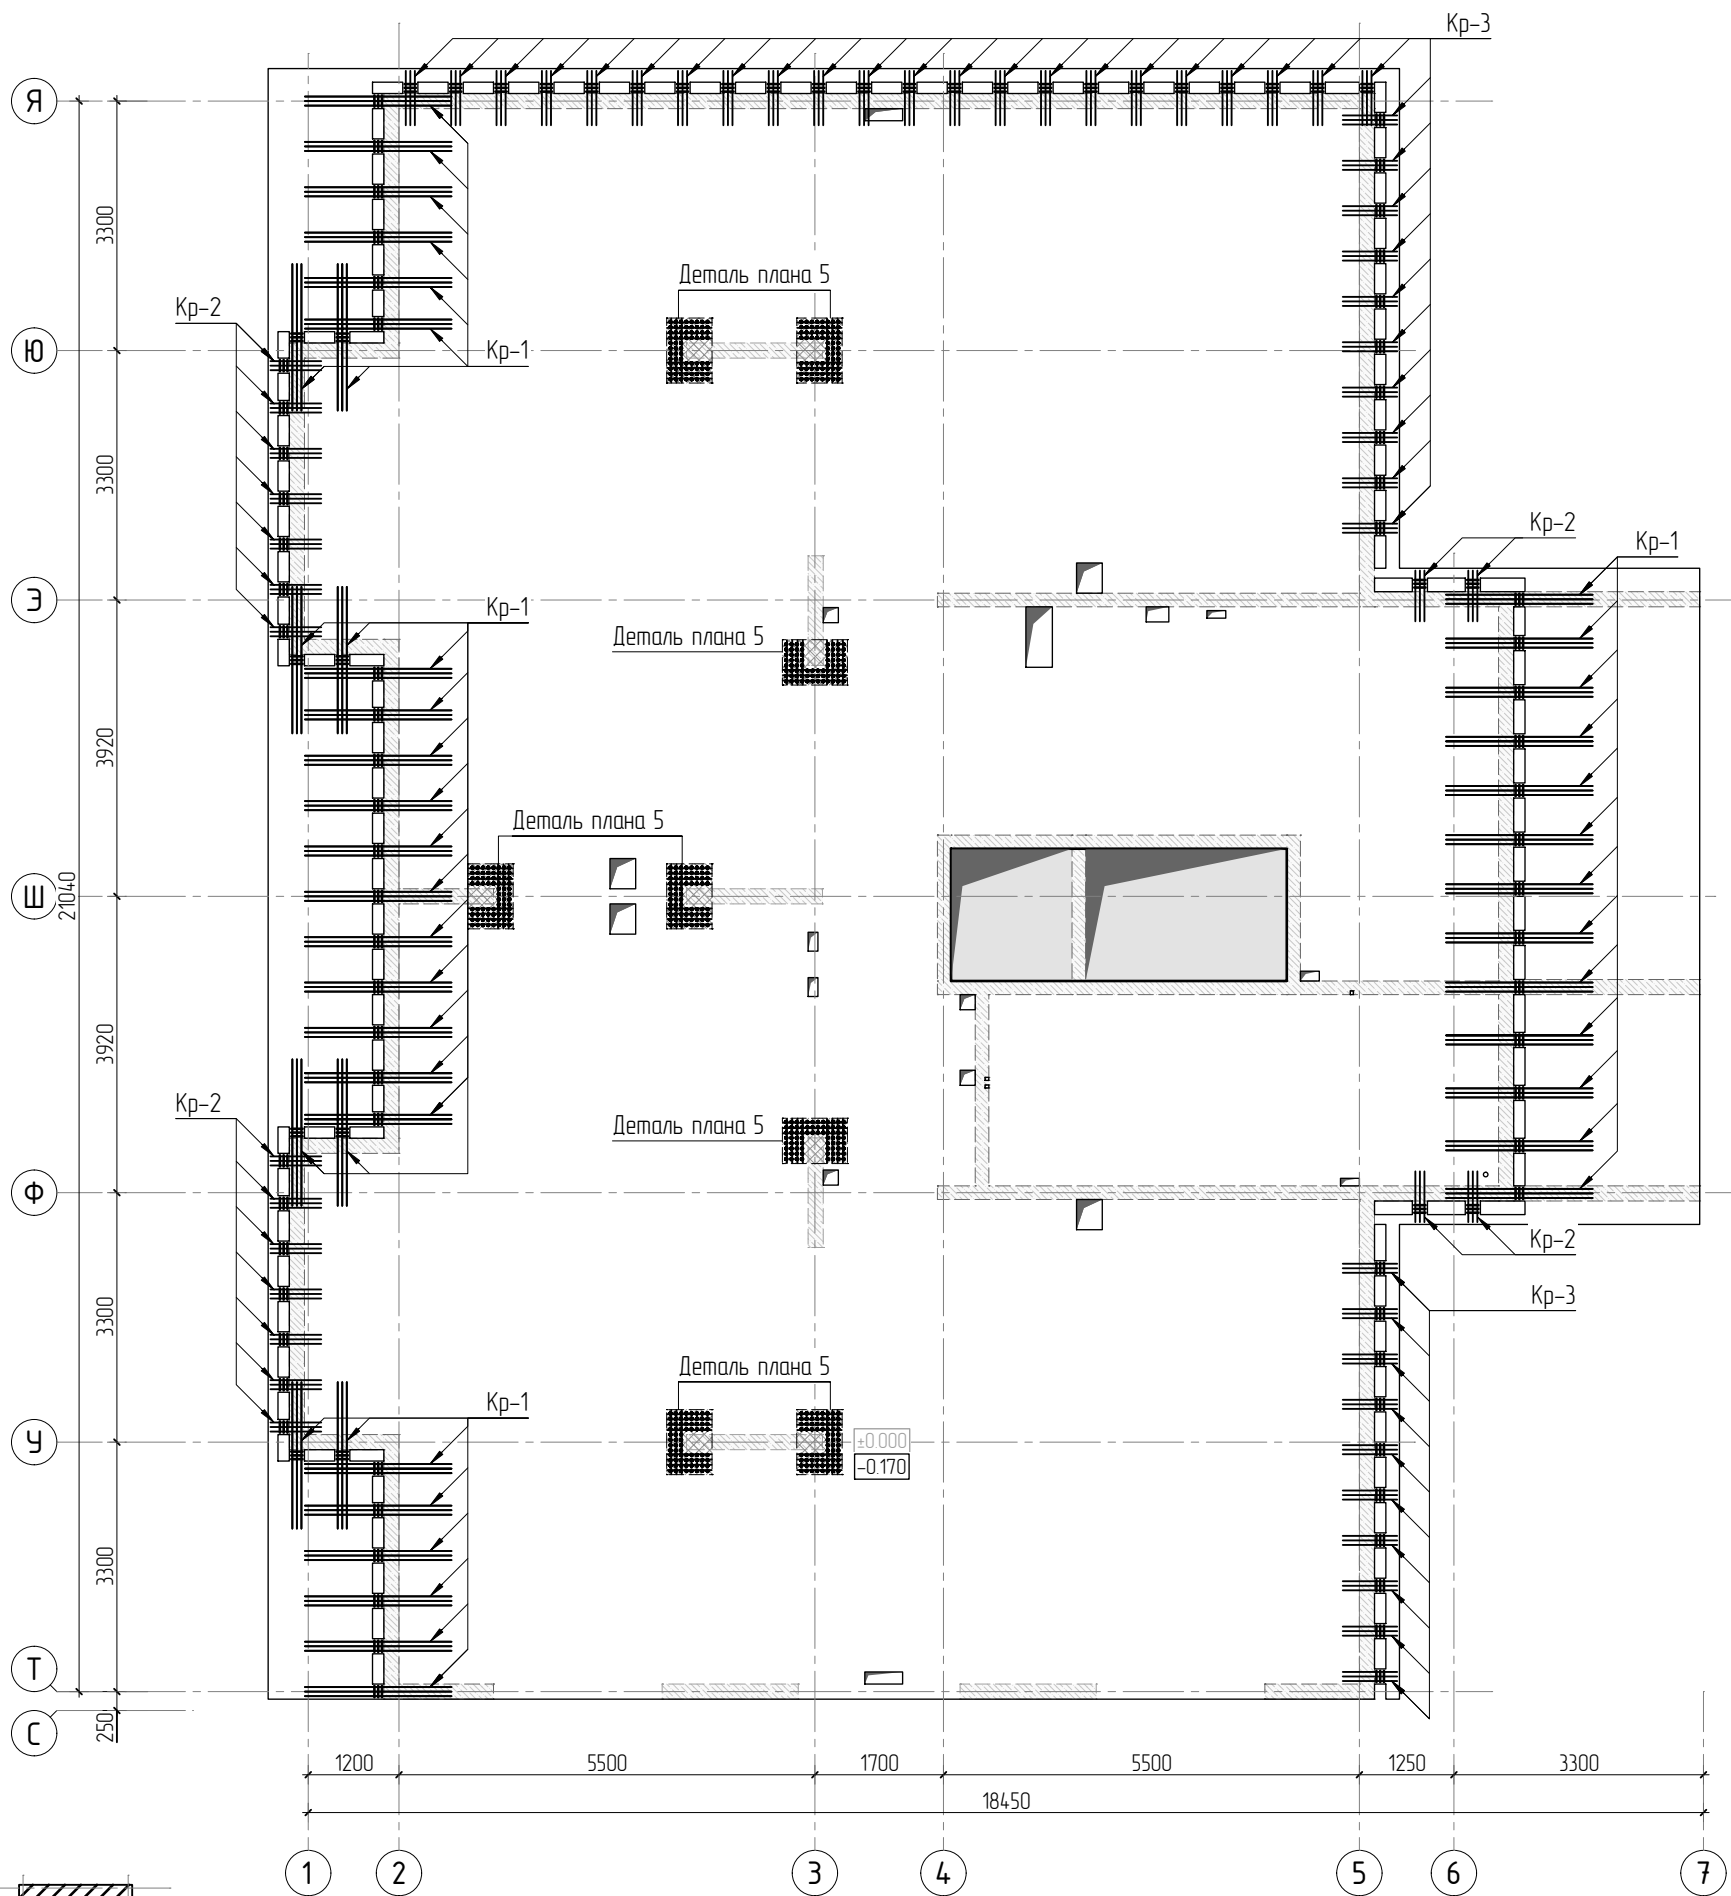 Кр-3
Я
3300
Деталь плана 5
Кр-2
Ю
Кр-1
3300
Кр-2
Кр-1
Э
Кр-1
Деталь плана 5
3920
Деталь плана 5
Ш
21040
3920
Кр-2
Деталь плана 5
Ф
Кр-2
Кр-3
3300
Деталь плана 5
Кр-1
У
±0.000
-0.170
3300
Т
С
250
1200
5500
1700
5500
1250
3300
18450
1
2
3
4
5
6
7